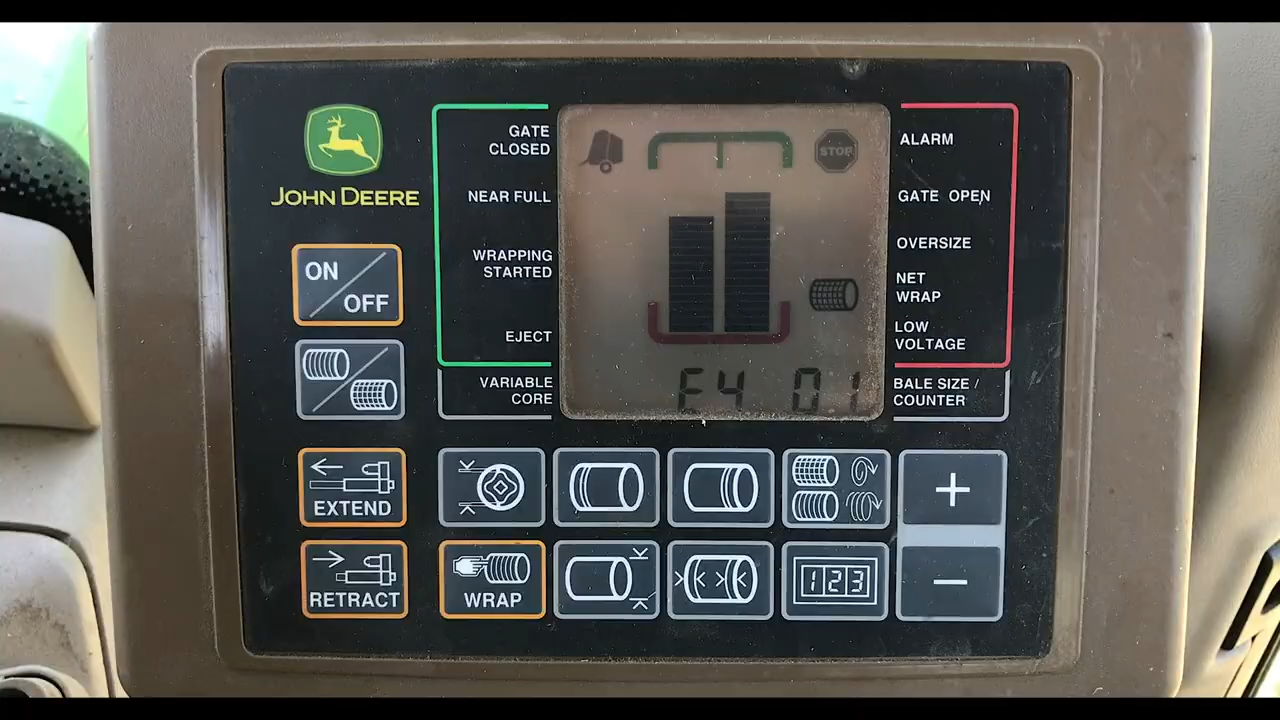 JOHN DEERE
ON
OFF
EXTEND
RETRACT
GATE
CLOSED
NEAR FULL
WRAPPING
STARTED
EJECT
VARIABLE
CORE
STOP
E4 01
ALARM
GATE OPEN
OVERSIZE
NET
WRAP
LOW
VOLTAGE
BALE SIZE /
COUNTER
WRAP
123
+
−